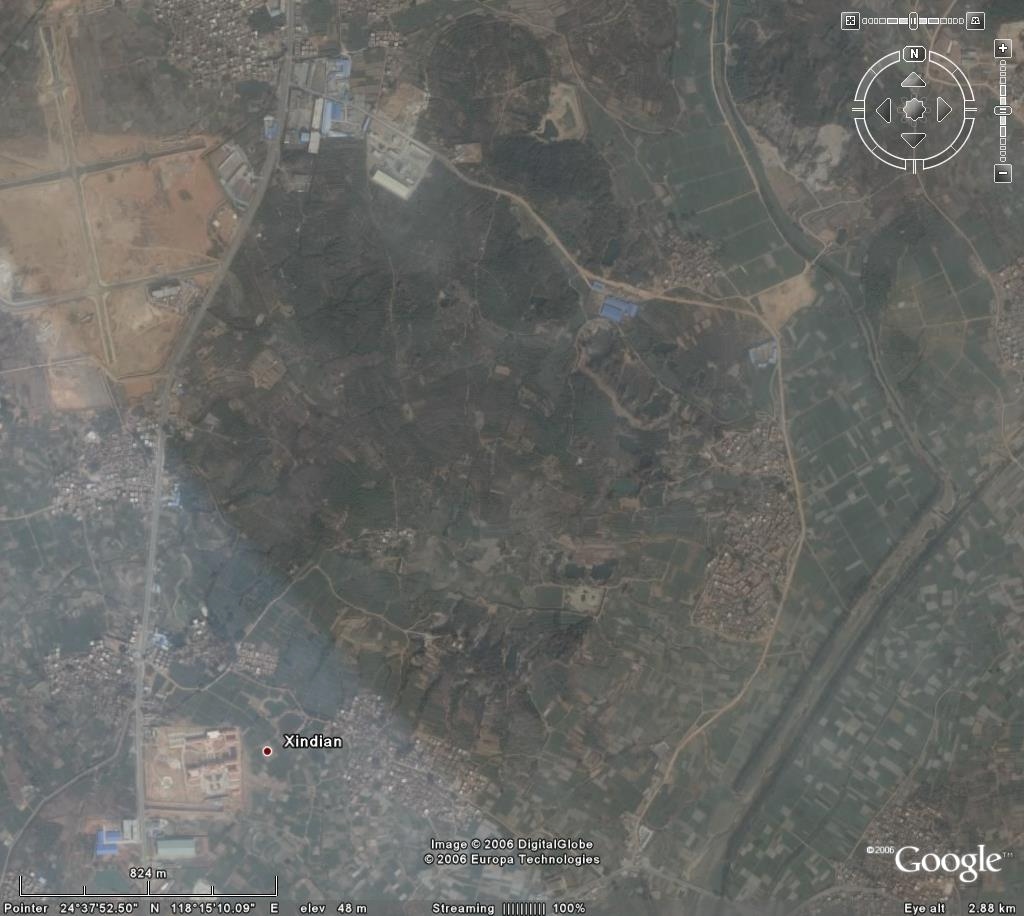 N
Xindian
Image © 2006 DigitalGlobe
© 2006 Europa Technologies
©2006 Google™
824 m
Pointer 24°37'52.50" N 118°15'10.09" E elev 48 m Streaming |||||||||| 100% Eye alt 2.88 km